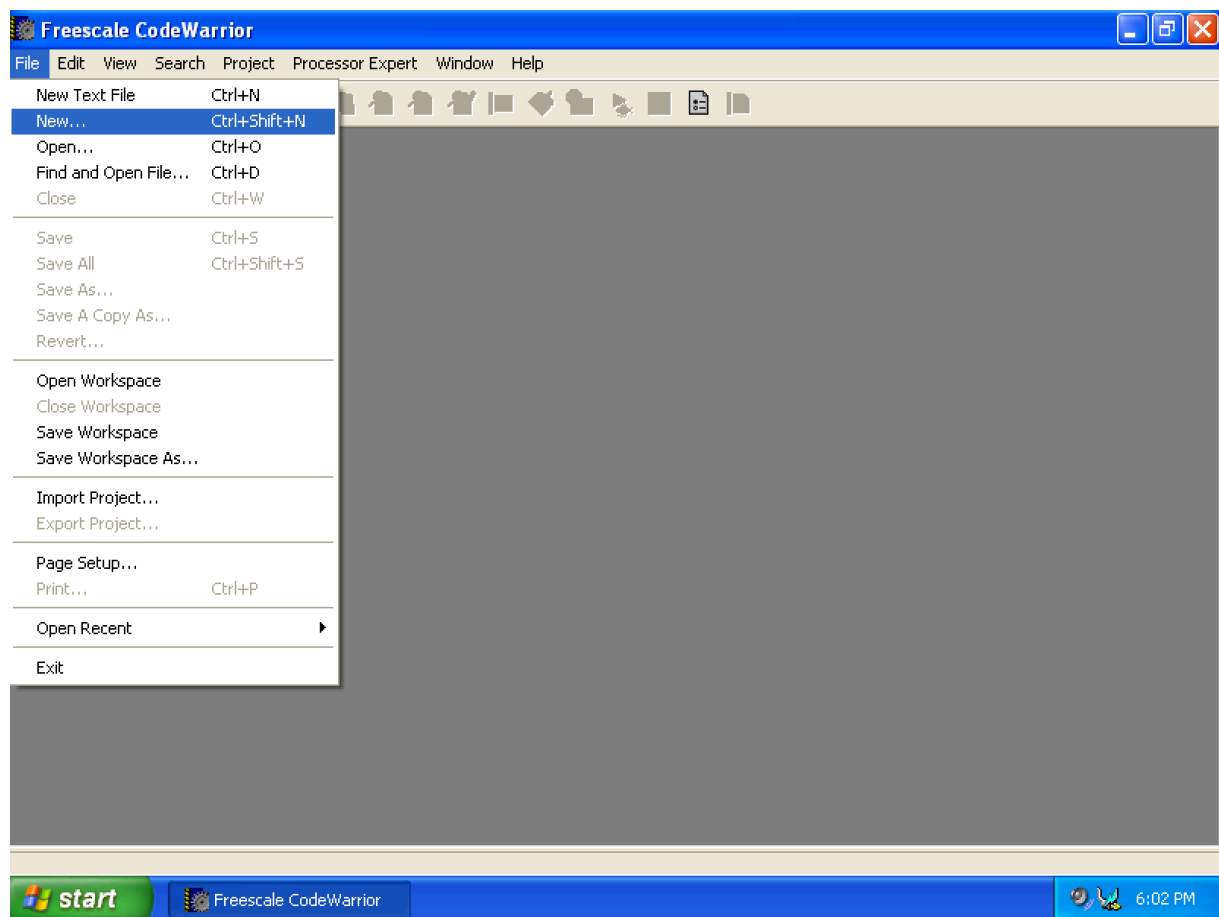 Freescale CodeWarrior
File Edit View Search Project Processor Expert Window Help
New Text File Ctrl+N
New... Ctrl+Shift+N
Open... Ctrl+O
Find and Open File... Ctrl+D
Close Ctrl+W
Save Ctrl+S
Save All Ctrl+Shift+S
Save As...
Save A Copy As...
Revert...
Open Workspace
Close Workspace
Save Workspace
Save Workspace As...
Import Project...
Export Project...
Page Setup...
Print... Ctrl+P
Open Recent
Exit
start Freescale CodeWarrior 6:02 PM